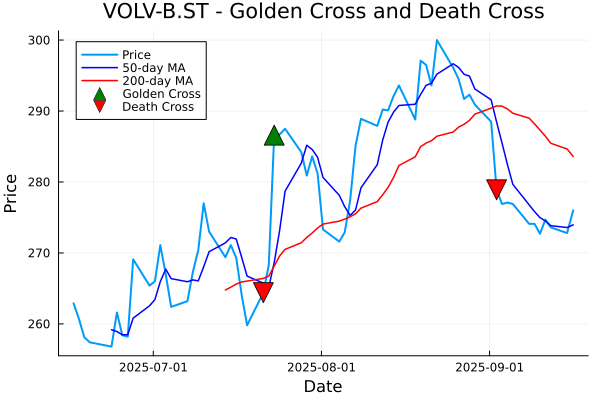 VOLV-B.ST - Golden Cross and Death Cross
Price
50-day MA
200-day MA
Golden Cross
Death Cross
300
290
280
270
260
Price
2025-07-01
2025-08-01
2025-09-01
Date